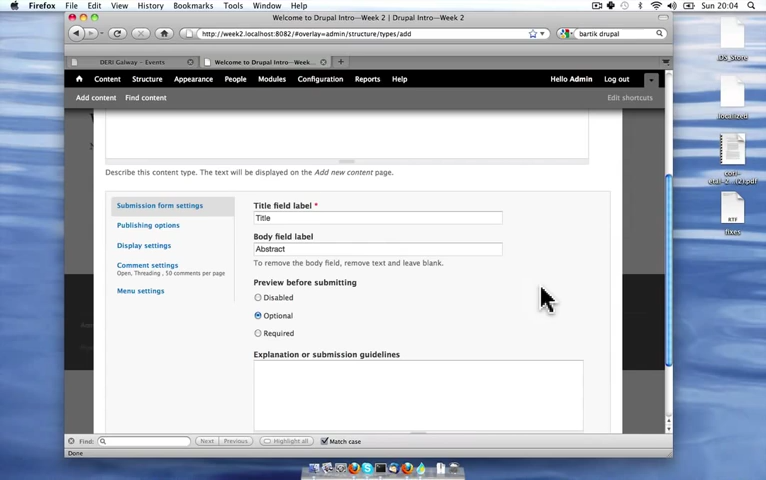 Firefox File Edit View History Bookmarks Tools Window Help
Sun 20:04
Welcome to Drupal Intro—Week 2 | Drupal Intro—Week 2
http://week2.localhost:8082/#overlay=admin/structure/types/add
bartik drupal
DERI Galway – Events
Welcome to Drupal Intro—Week...
Content Structure Appearance People Modules Configuration Reports Help
Hello Admin Log out
Add content Find content
Edit shortcuts
Describe this content type. The text will be displayed on the Add new content page.
Submission form settings
Publishing options
Display settings
Comment settings
Open, Threading , 50 comments per page
Menu settings
Title field label *
Title
Body field label
Abstract
To remove the body field, remove text and leave blank.
Preview before submitting
Disabled
Optional
Required
Explanation or submission guidelines
Find:
Next Previous Highlight all Match case
Done
.DS_Store
.localized
RTF
fixes